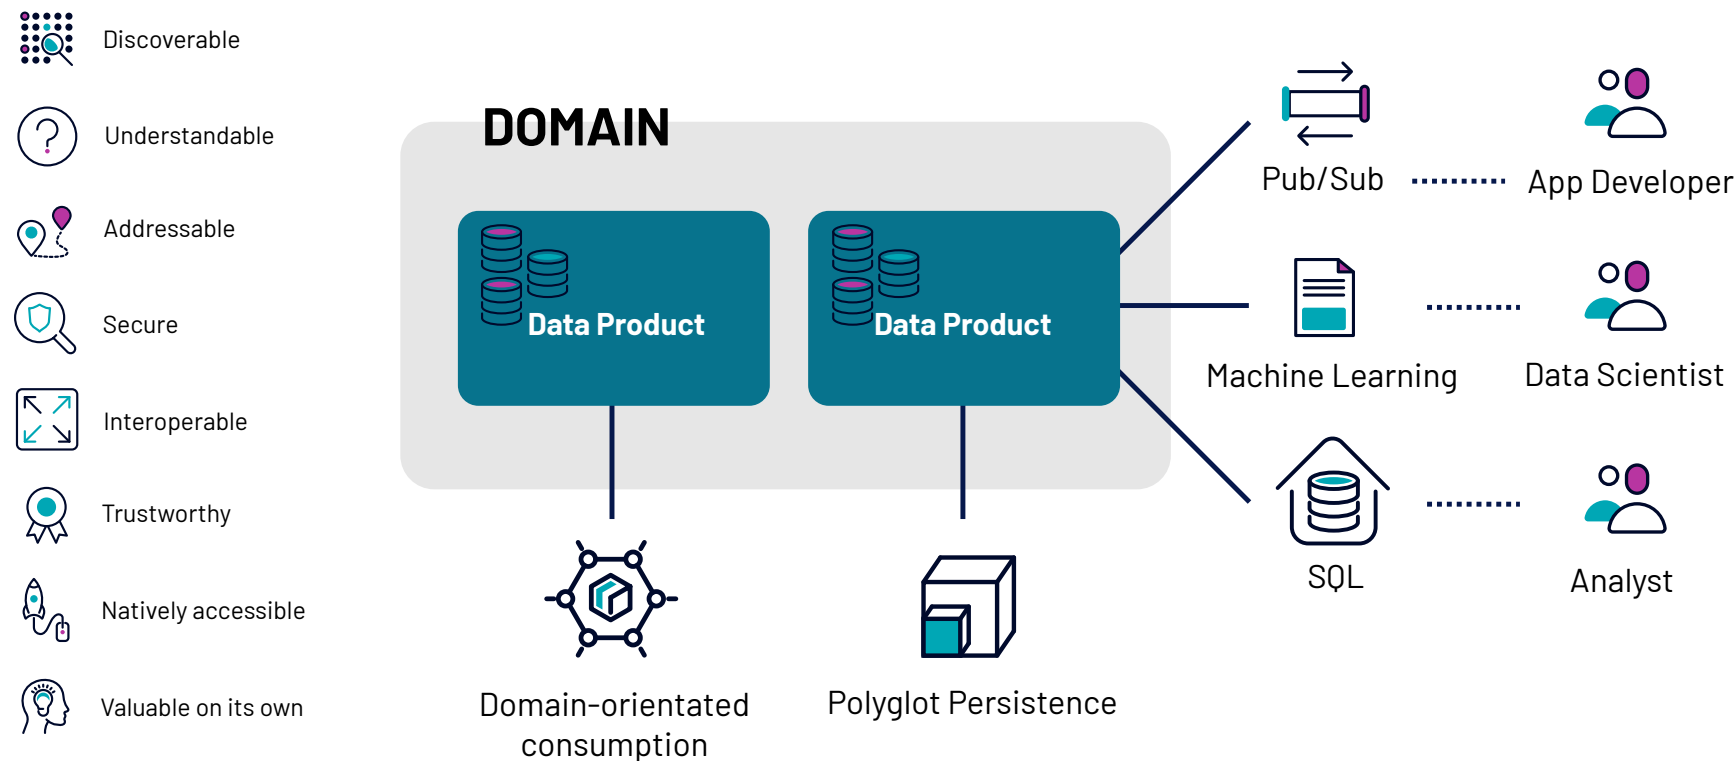 Discoverable
Understandable
Addressable
Secure
Interoperable
Trustworthy
Natively accessible
Valuable on its own
DOMAIN
Data Product
Data Product
Domain-orientated
consumption
Polyglot Persistence
Pub/Sub
App Developer
Machine Learning
Data Scientist
SQL
Analyst